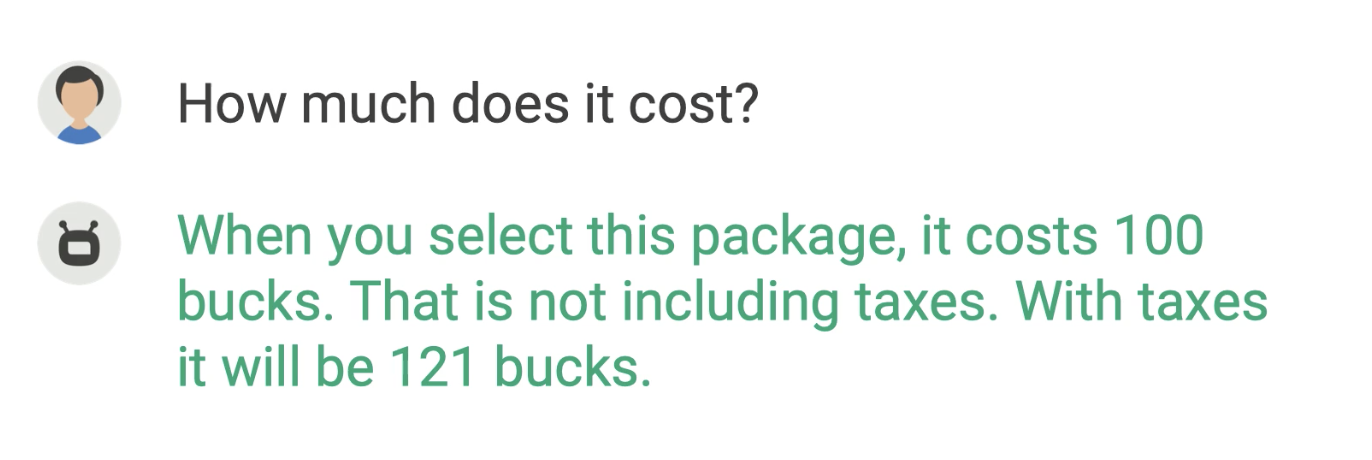 How much does it cost?
When you select this package, it costs 100
bucks. That is not including taxes. With taxes
it will be 121 bucks.